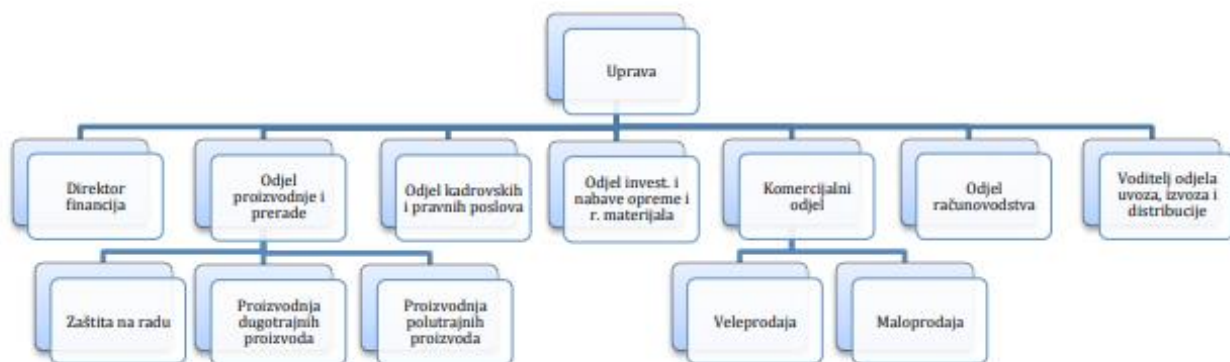 Uprava
Direktor
financija
Odjel
proizvodnje i
prerade
Odjel kadrovskih
i pravnih poslova
Odjel invest. i
nabave opreme i
r. materijala
Komercijalni
odjel
Odjel
računovodstva
Voditelj odjela
uvoza, izvoza i
distribucije
Zaštita na radu
Proizvodnja
dugotrajnih
proizvoda
Proizvodnja
polutrajnih
proizvoda
Veleprodaja
Maloprodaja